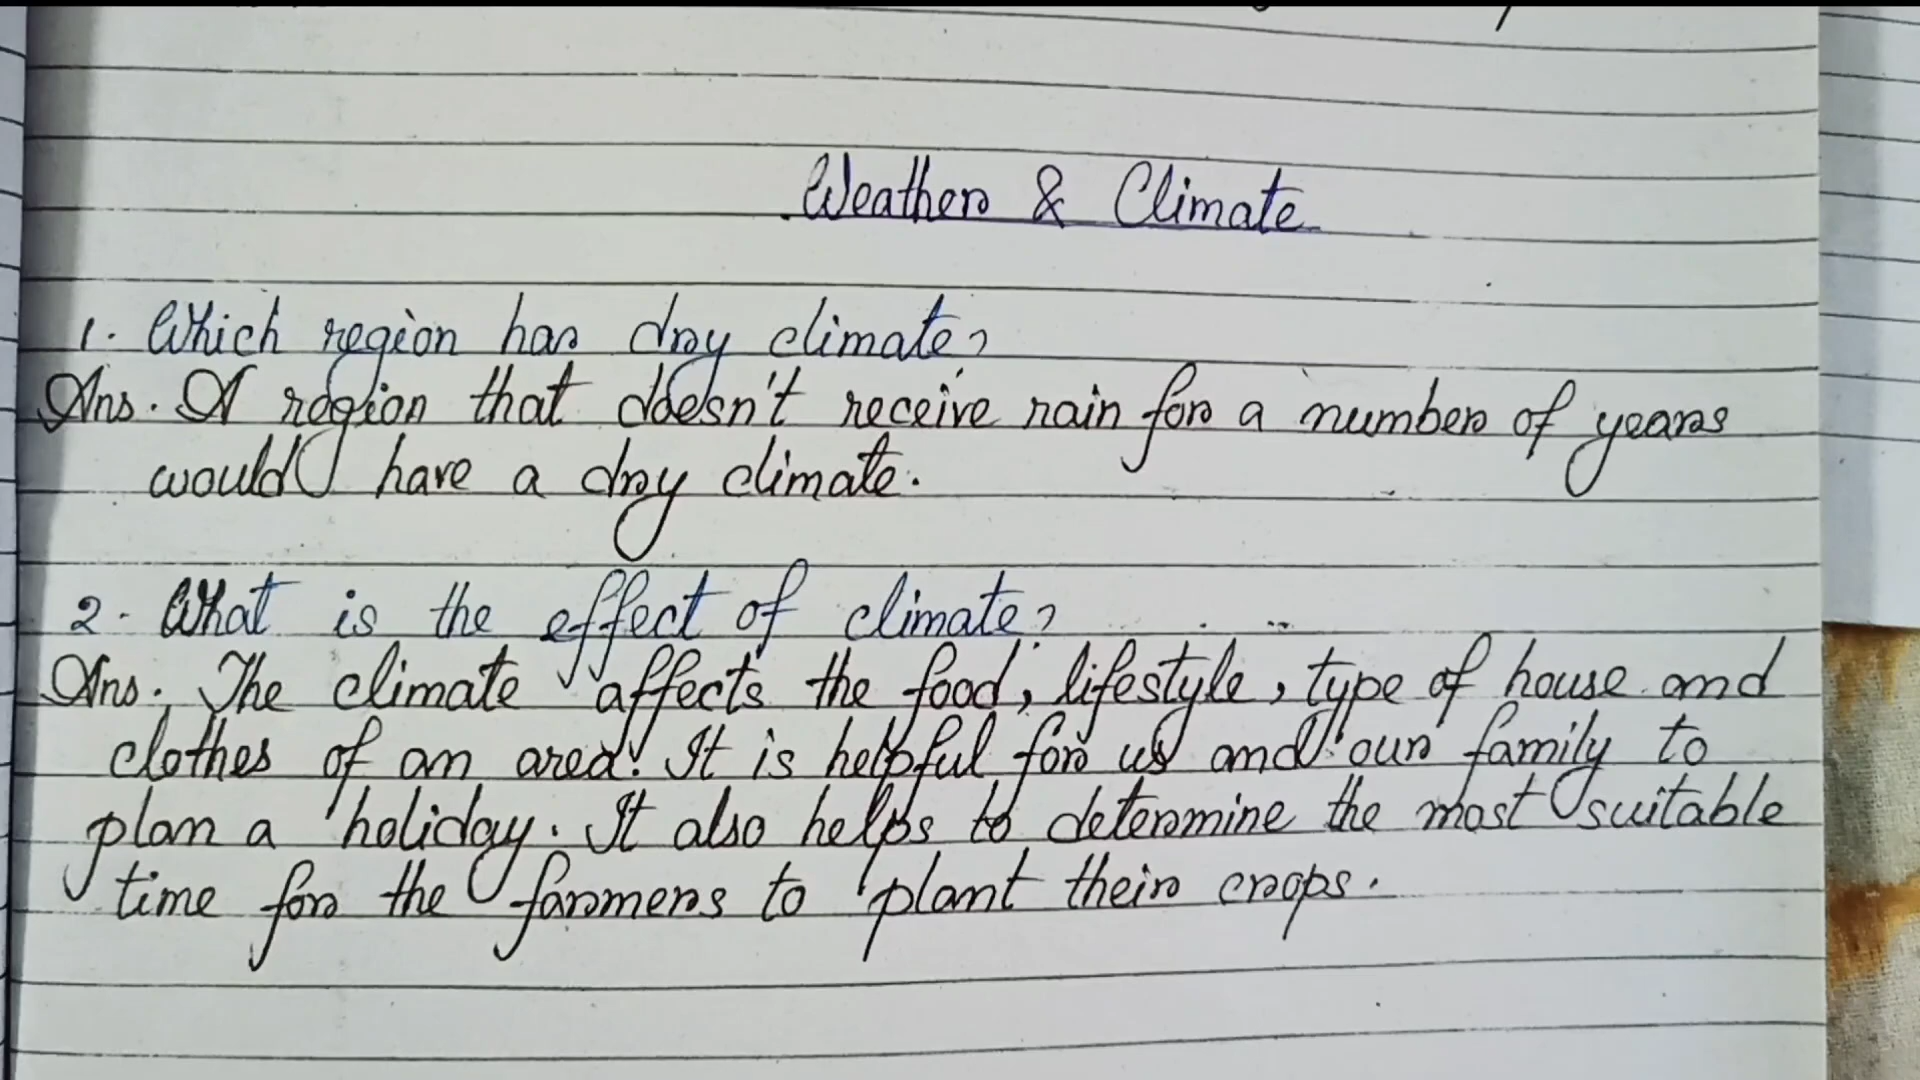 Weather & Climate
1. Which region has dry climate?
Ans. A region that doesn't receive rain for a number of years
would have a dry climate.
2. What is the effect of climate?
Ans. The climate affects the food, lifestyle, type of house and
clothes of an area. It is helpful for us and our family to
plan a holiday. It also helps to determine the most suitable
time for the farmers to plant their crops.